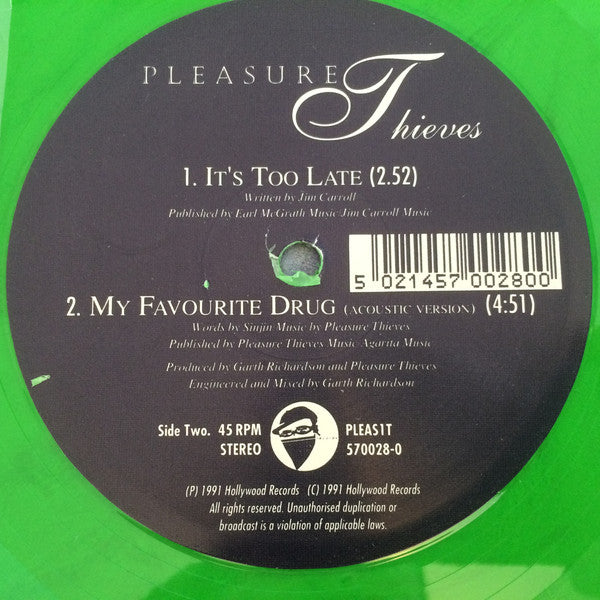 PLEASURE Thieves
1. IT'S TOO LATE (2.52)
Written by Jim Carroll
Published by Earl McGrath Music/Jim Carroll Music
5 021457 002800
2. MY FAVOURITE DRUG (ACOUSTIC VERSION) (4:51)
Words by Sinjin Music by Pleasure Thieves
Published by Pleasure Thieves Music/Agarita Music
Produced by Garth Richardson and Pleasure Thieves
Engineered and Mixed by Garth Richardson
Side Two. 45 RPM PLEAS1T
STEREO 570028-0
(P) 1991 Hollywood Records (C) 1991 Hollywood Records
All rights reserved. Unauthorised duplication or
broadcast is a violation of applicable laws.